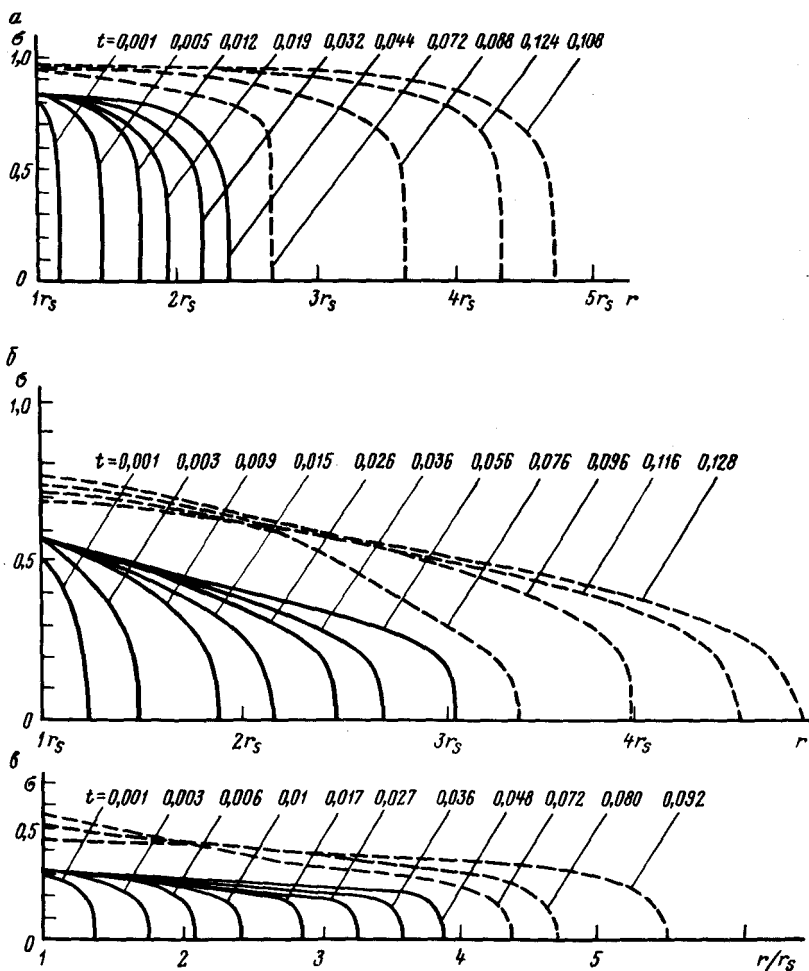 а
σ
t=0,001 0,005 0,012 0,019 0,032 0,044 0,072 0,088 0,124 0,108
1,0
0,5
0
1r_s 2r_s 3r_s 4r_s 5r_s r
б
σ
1,0
t=0,001 0,003 0,009 0,015 0,026 0,036 0,056 0,076 0,096 0,116 0,128
0,5
0
1r_s 2r_s 3r_s 4r_s r
в
σ
t=0,001 0,003 0,006 0,01 0,017 0,027 0,036 0,048 0,072 0,080 0,092
0,5
0
1 2 3 4 5 r/r_s